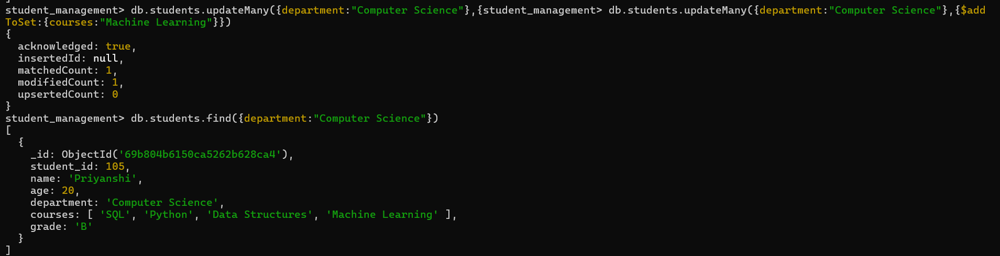 student_management> db.students.updateMany({department:"Computer Science"},{student_management> db.students.updateMany({department:"Computer Science"},{$add
ToSet:{courses:"Machine Learning"}})
{
  acknowledged: true,
  insertedId: null,
  matchedCount: 1,
  modifiedCount: 1,
  upsertedCount: 0
}
student_management> db.students.find({department:"Computer Science"})
[
  {
    _id: ObjectId('69b804b6150ca5262b628ca4'),
    student_id: 105,
    name: 'Priyanshi',
    age: 20,
    department: 'Computer Science',
    courses: [ 'SQL', 'Python', 'Data Structures', 'Machine Learning' ],
    grade: 'B'
  }
]